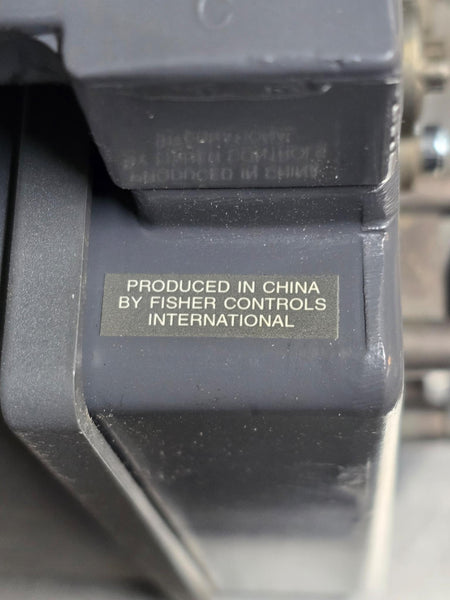 PRODUCED IN CHINA
BY FISHER CONTROLS
INTERNATIONAL